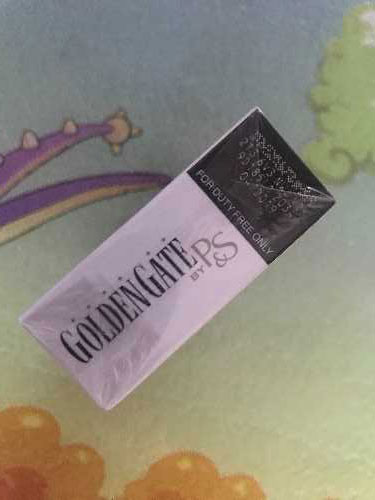 GOLDEN GATE
BY P&S
FOR DUTY FREE ONLY